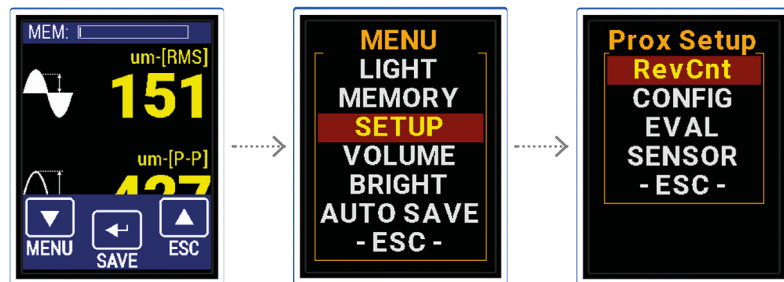 MEM:
um-[RMS]
151
um-[P-P]
427
MENU
SAVE
ESC
MENU
LIGHT
MEMORY
SETUP
VOLUME
BRIGHT
AUTO SAVE
- ESC -
Prox Setup
RevCnt
CONFIG
EVAL
SENSOR
- ESC -